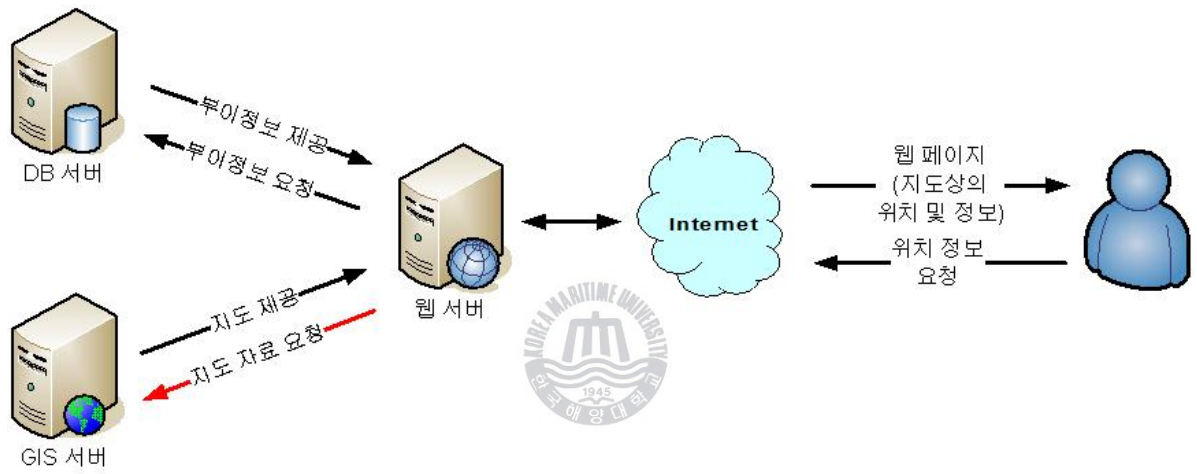 부이정보 제공
부이정보 요청
DB 서버
웹 서버
지도 제공
지도 자료 요청
GIS 서버
Internet
웹 페이지
(지도상의
위치 및 정보)
위치 정보
요청
KOREA MARITIME UNIVERSITY
1945
한국해양대학교